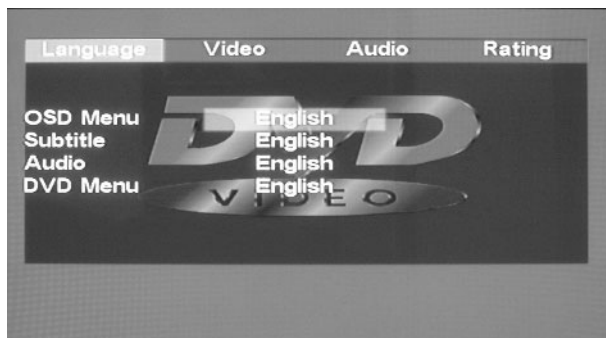 Language Video Audio Rating
OSD Menu English
Subtitle English
Audio English
DVD Menu English
DVD
VIDEO